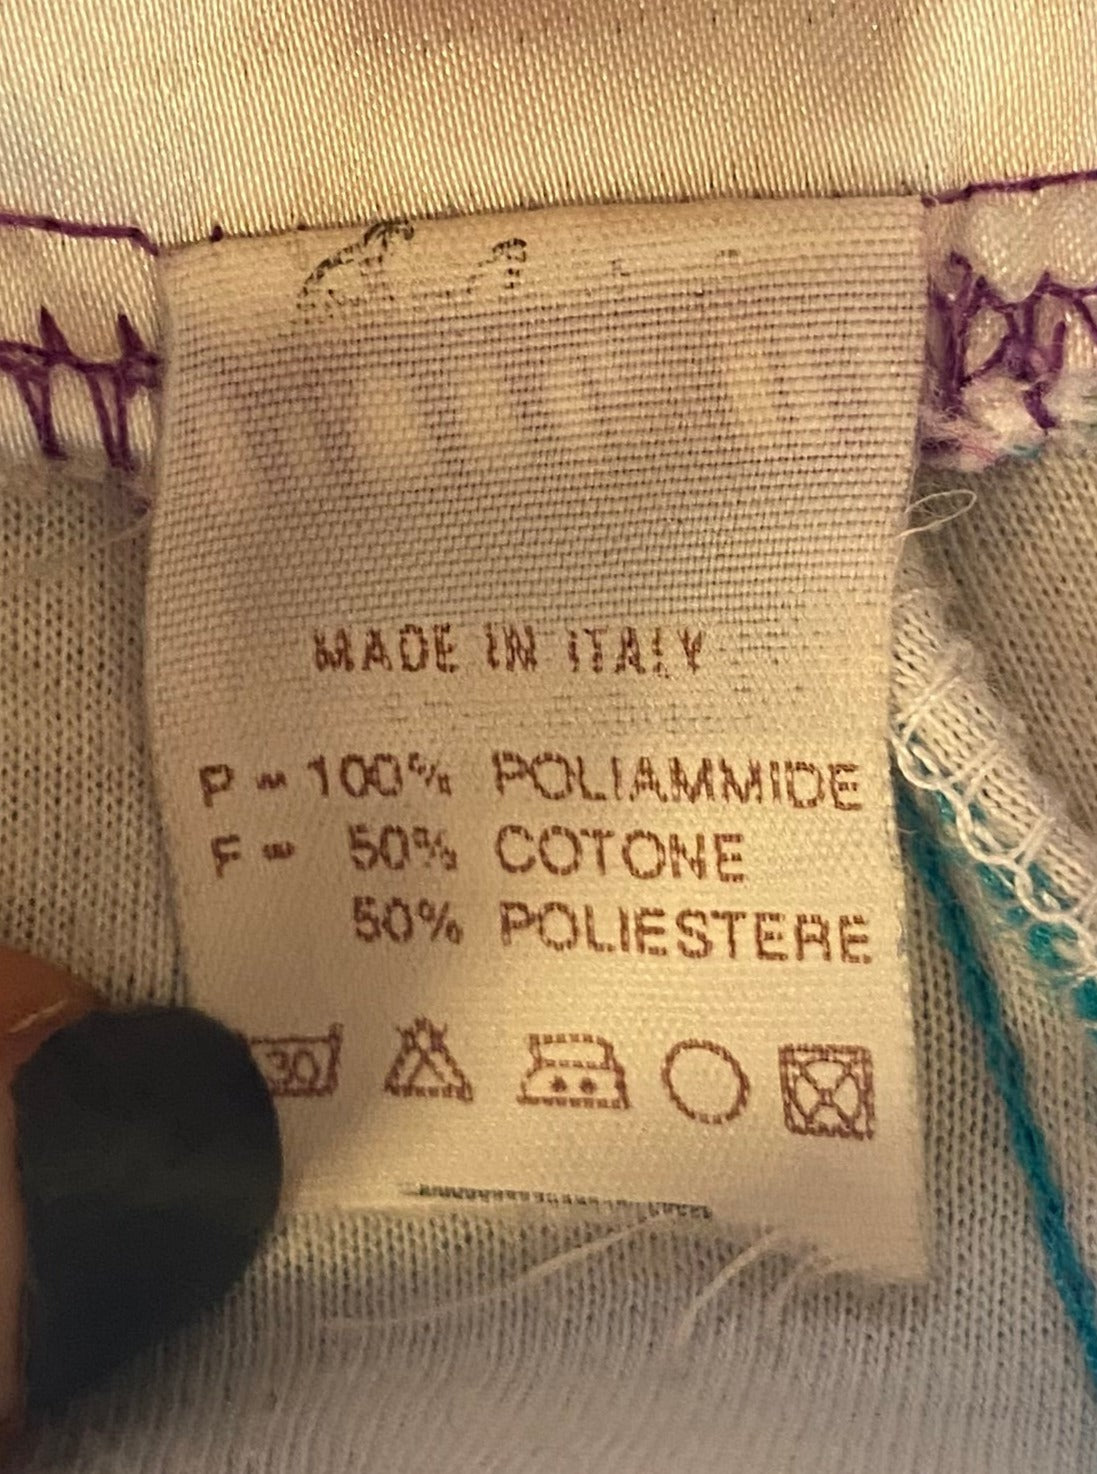 MADE IN ITALY
P = 100% POLIAMMIDE
F = 50% COTONE
50% POLIESTERE
30